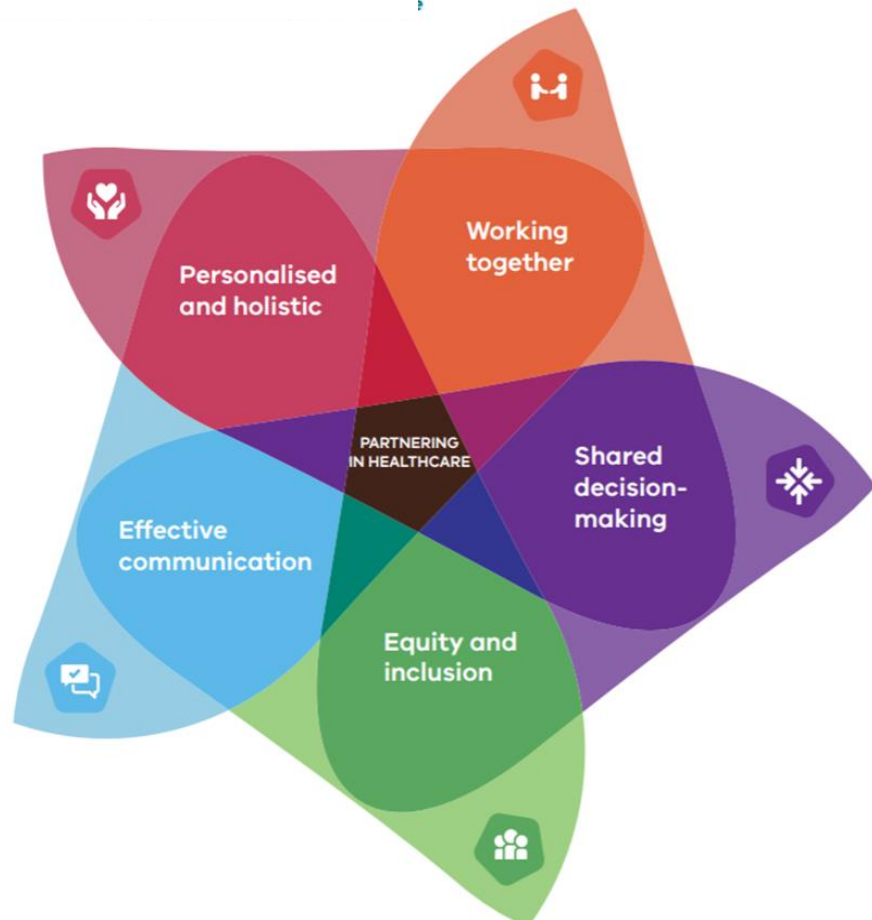 Working
together
Personalised
and holistic
PARTNERING
IN HEALTHCARE
Shared
decision-
making
Effective
communication
Equity and
inclusion